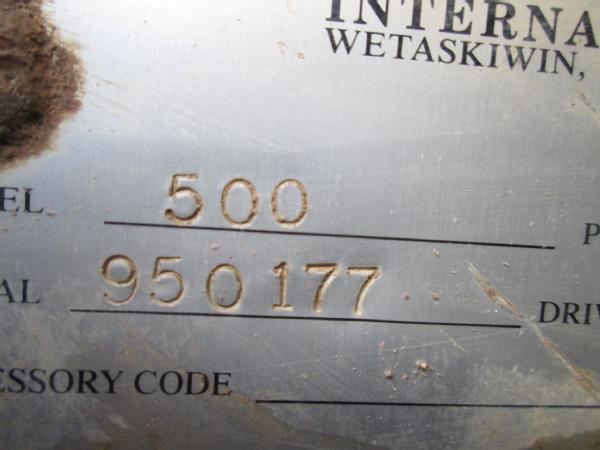 INTERNA
WETASKIWIN,
EL 500 P
AL 950177 DRIV
ESSORY CODE